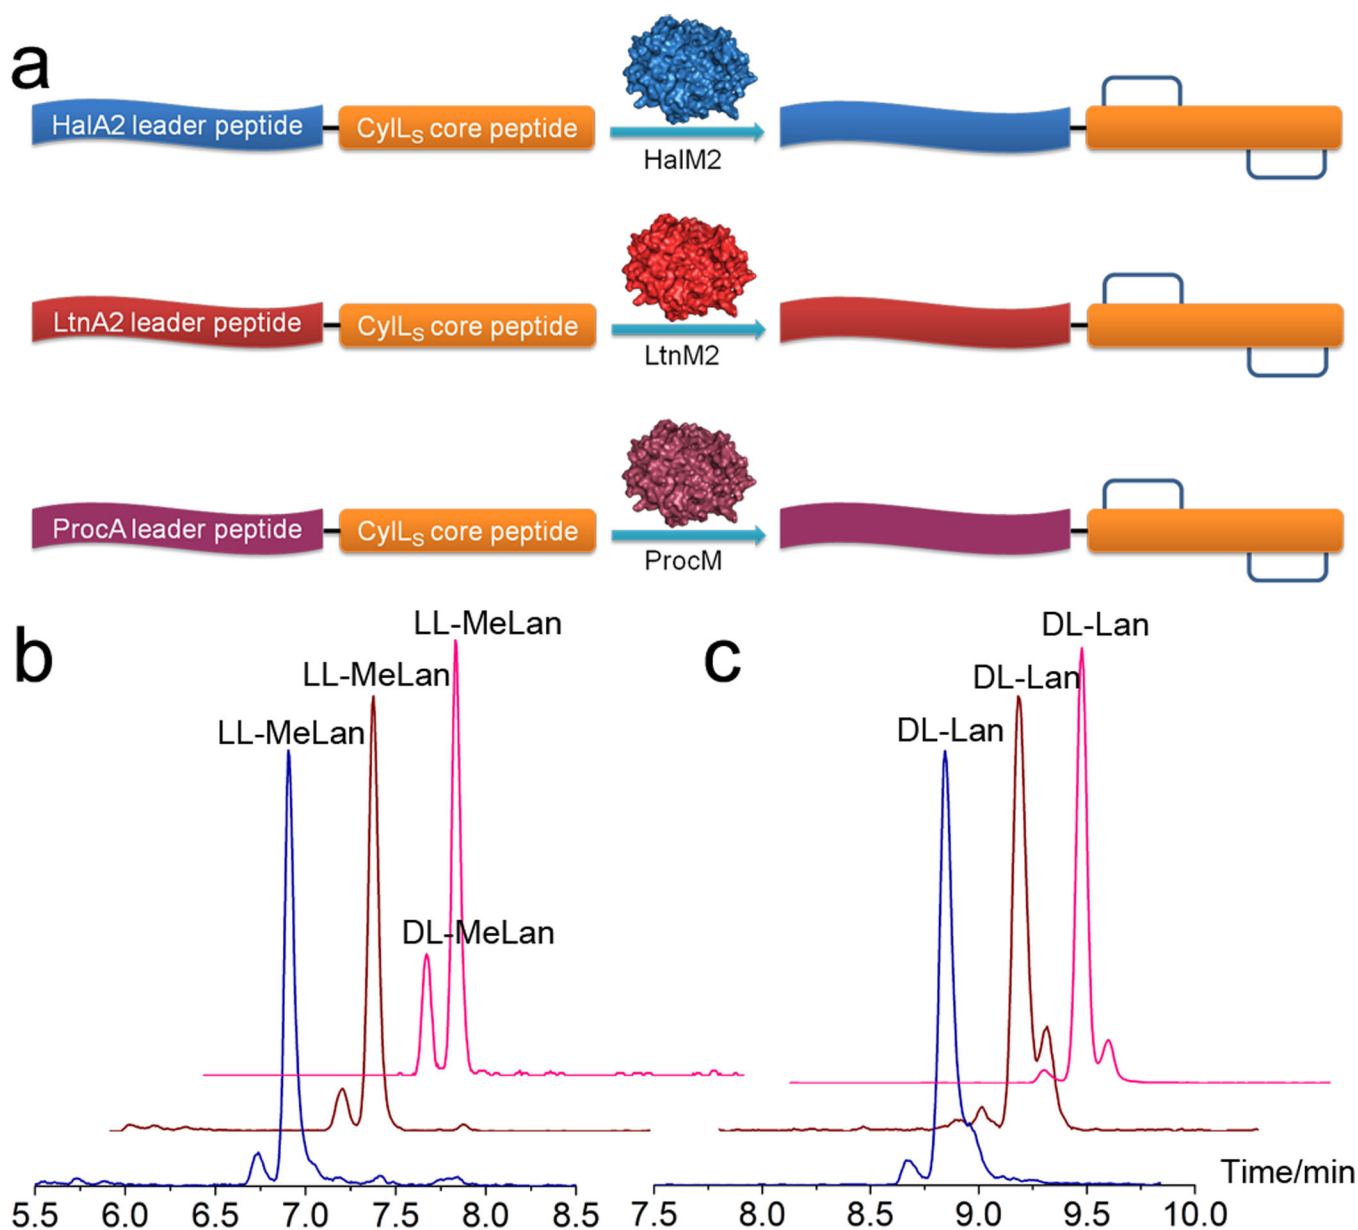 a
HalA2 leader peptide
CylLS core peptide
HalM2
LtnA2 leader peptide
CylLS core peptide
LtnM2
ProcA leader peptide
CylLS core peptide
ProcM
b
LL-MeLan
LL-MeLan
LL-MeLan
DL-MeLan
5.5 6.0 6.5 7.0 7.5 8.0 8.5
c
DL-Lan
DL-Lan
DL-Lan
Time/min
7.5 8.0 8.5 9.0 9.5 10.0